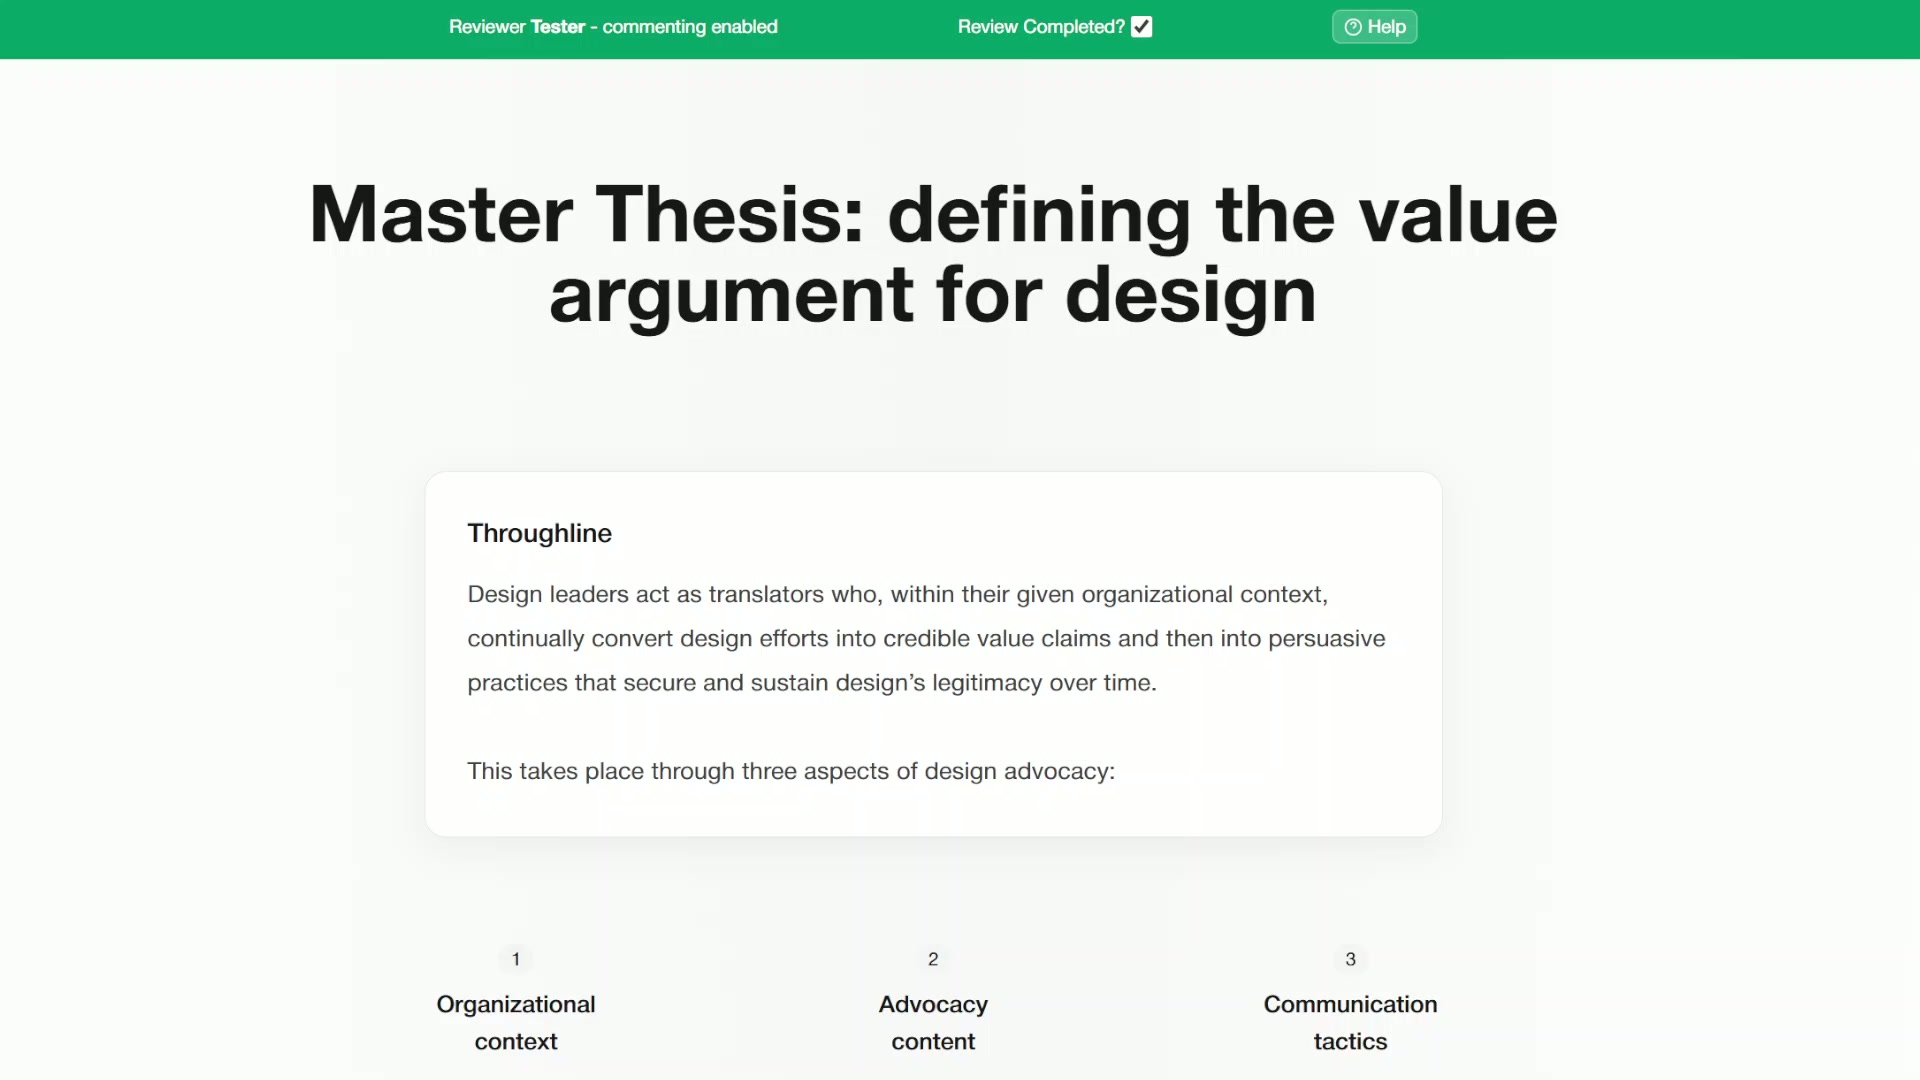 Reviewer Tester - commenting enabled
Review Completed?
Help
Master Thesis: defining the value
argument for design
Throughline
Design leaders act as translators who, within their given organizational context,
continually convert design efforts into credible value claims and then into persuasive
practices that secure and sustain design’s legitimacy over time.
This takes place through three aspects of design advocacy:
1
Organizational
context
2
Advocacy
content
3
Communication
tactics